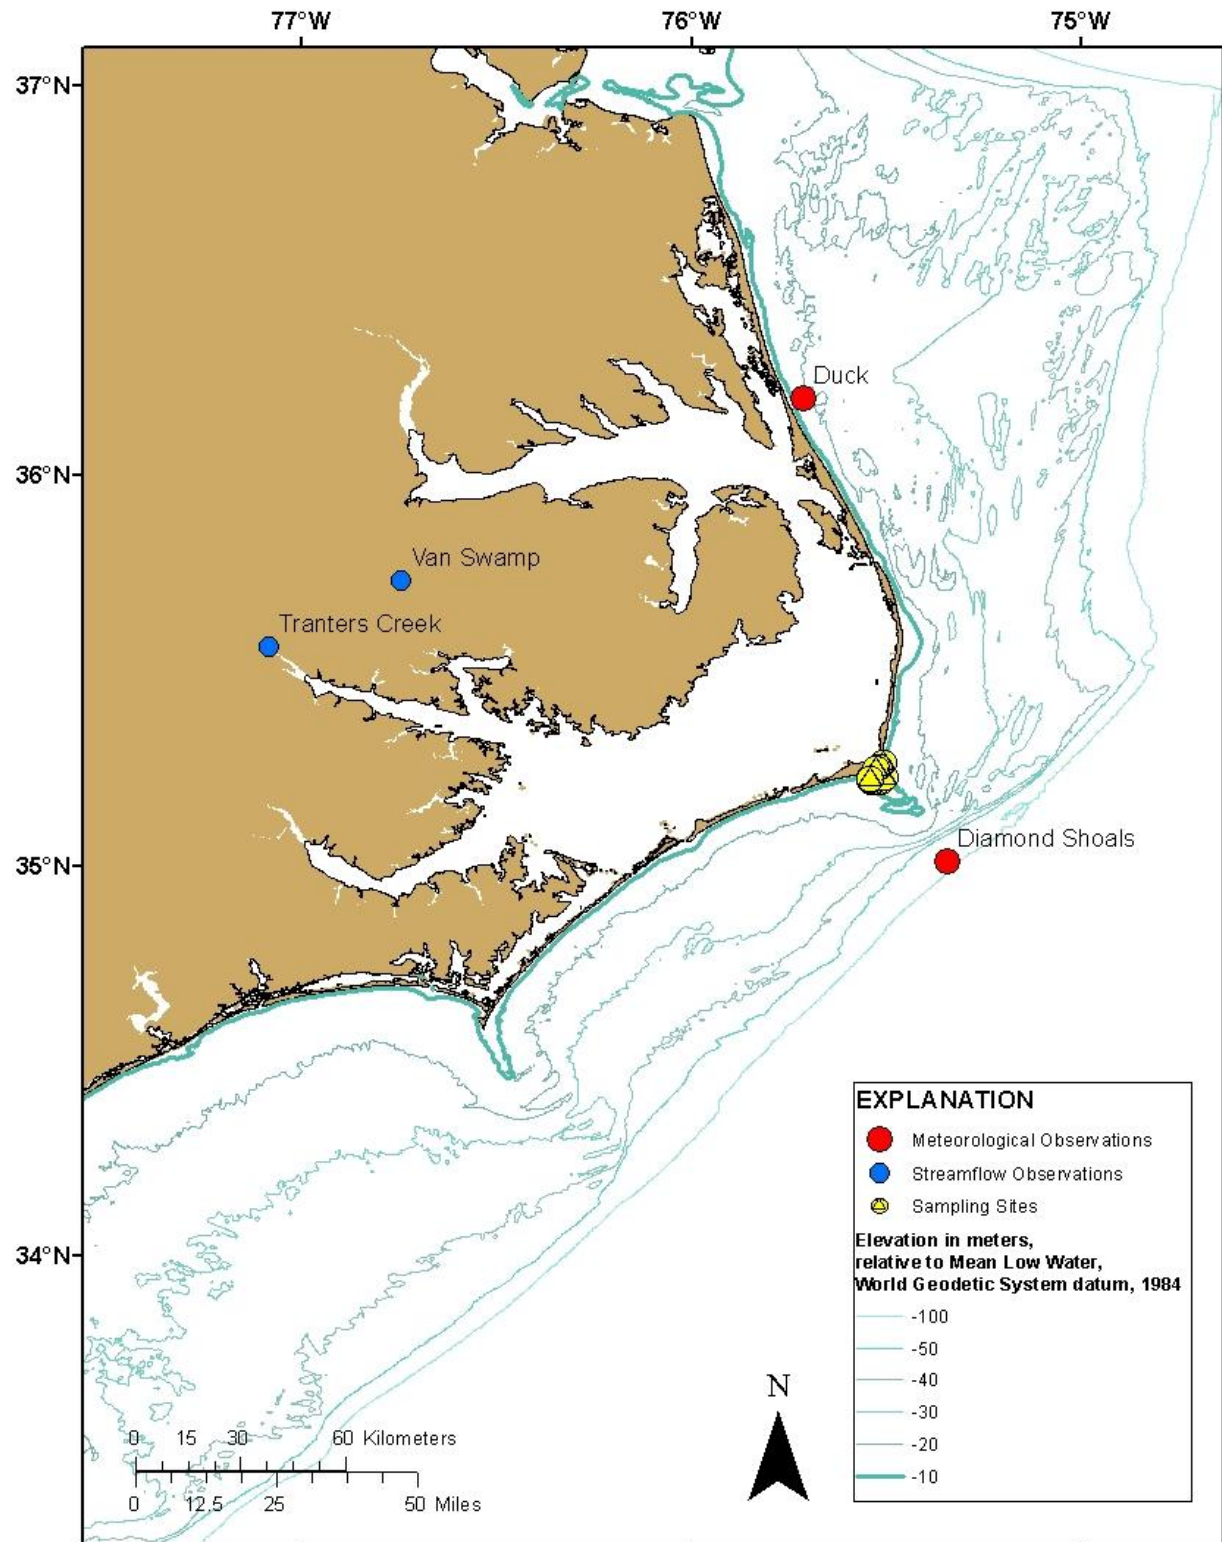 77°W 76°W 75°W
37°N
Duck
36°N
Van Swamp
Tranters Creek
Diamond Shoals
35°N
EXPLANATION
Meteorological Observations
Streamflow Observations
Sampling Sites
Elevation in meters,
relative to Mean Low Water,
World Geodetic System datum, 1984
34°N
-100
-50
-40
-30
-20
-10
N
0 15 30 60 Kilometers
0 12.5 25 50 Miles